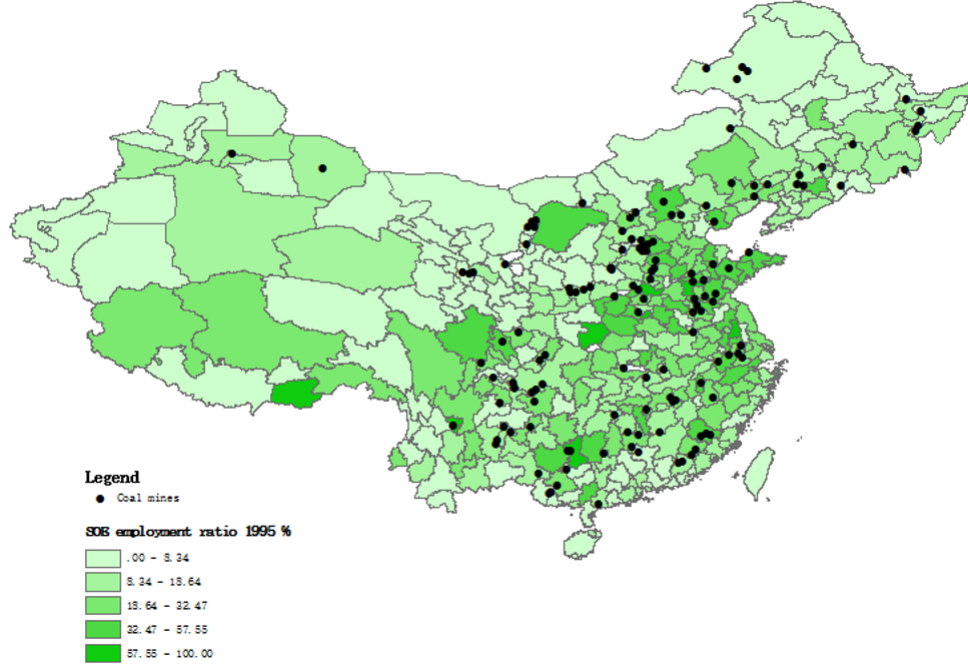 Legend
Coal mines
SOE employment ratio 1995 %
.00 - 8.34
8.34 - 18.64
18.64 - 32.47
32.47 - 57.55
57.55 - 100.00